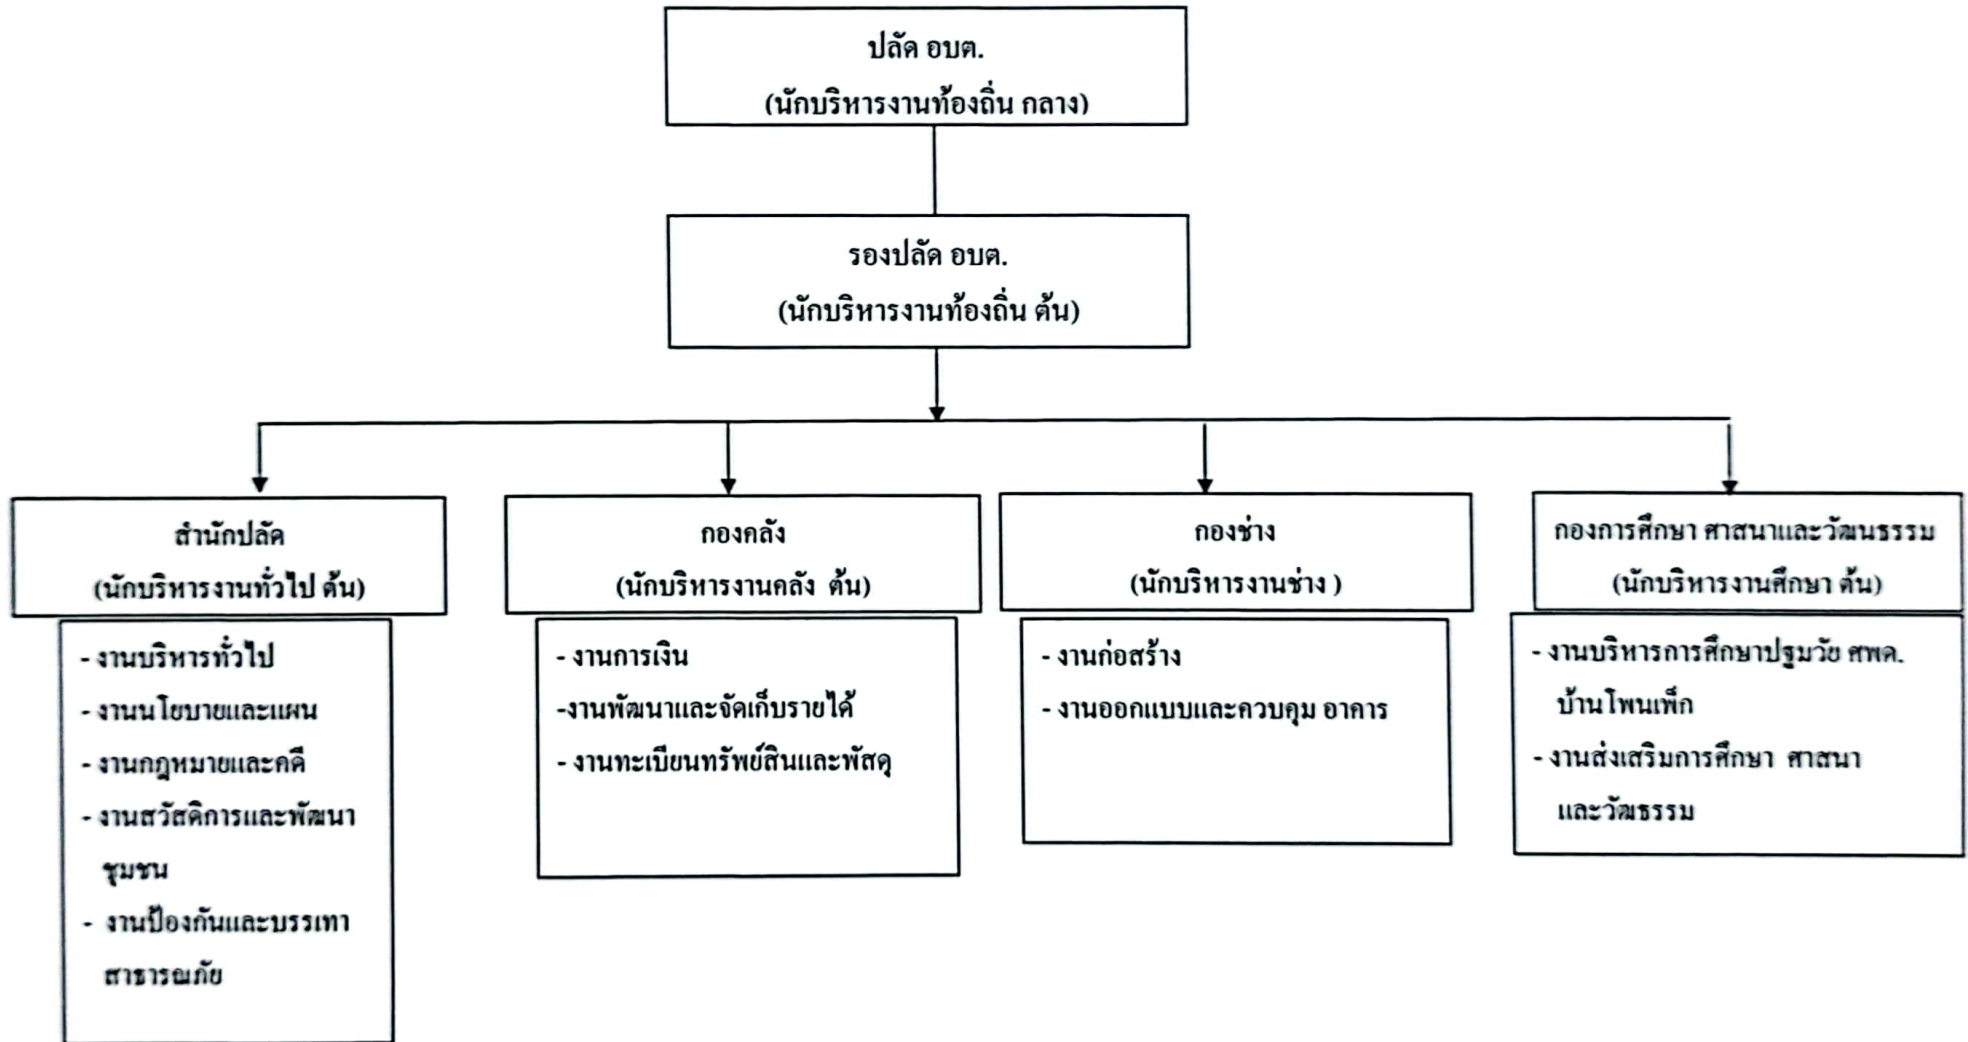 ปลัด อบต.
(นักบริหารงานท้องถิ่น กลาง)
รองปลัด อบต.
(นักบริหารงานท้องถิ่น ต้น)
สำนักปลัด
(นักบริหารงานทั่วไป ต้น)
- งานบริหารทั่วไป
- งานนโยบายและแผน
- งานกฎหมายและคดี
- งานสวัสดิการและพัฒนา
ชุมชน
- งานป้องกันและบรรเทา
สาธารณภัย
กองคลัง
(นักบริหารงานคลัง ต้น)
- งานการเงิน
-งานพัฒนาและจัดเก็บรายได้
- งานทะเบียนทรัพย์สินและพัสดุ
กองช่าง
(นักบริหารงานช่าง )
- งานก่อสร้าง
- งานออกแบบและควบคุม อาคาร
กองการศึกษา ศาสนาและวัฒนธรรม
(นักบริหารงานศึกษา ต้น)
- งานบริหารการศึกษาปฐมวัย ศพด.
บ้านโพนเพ็ก
- งานส่งเสริมการศึกษา ศาสนา
และวัฒธรรม